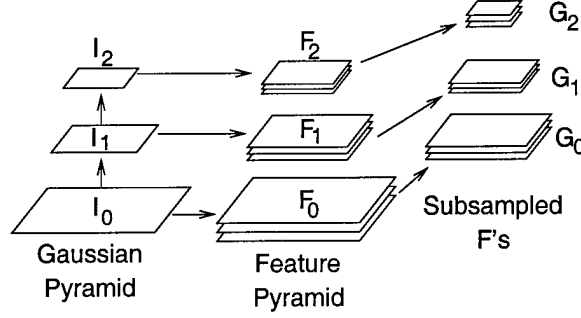 G2
I2
F2
G1
I1
F1
G0
I0
F0
Subsampled
F's
Gaussian
Pyramid
Feature
Pyramid